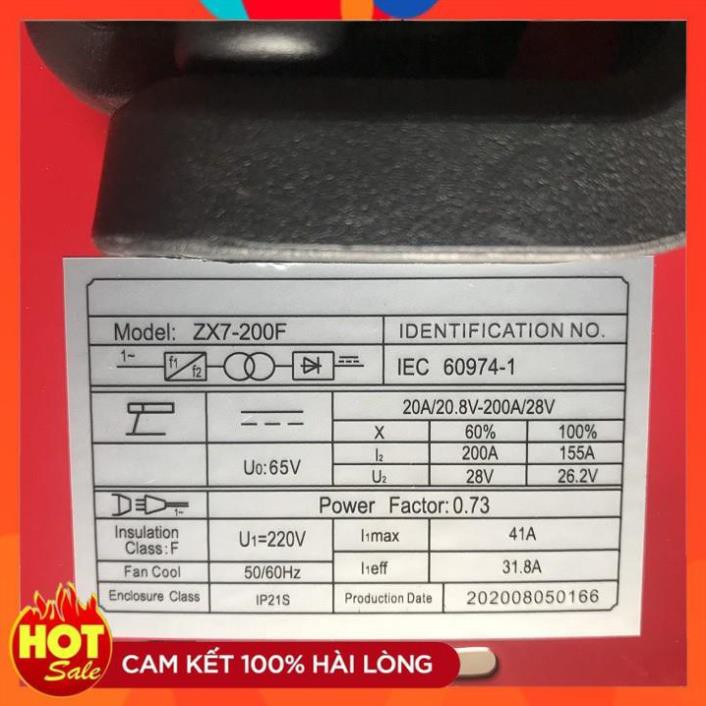 Model: ZX7-200F
IDENTIFICATION NO.
1~ f1 f2
IEC 60974-1
20A/20.8V-200A/28V
X 60% 100%
U₀:65V
I₂ 200A 155A
U₂ 28V 26.2V
1~
Power Factor: 0.73
Insulation Class: F
U₁=220V
I₁max 41A
Fan Cool 50/60Hz
I₁eff 31.8A
Enclosure Class IP21S
Production Date 202008050166
HOT
Sale
CAM KẾT 100% HÀI LÒNG